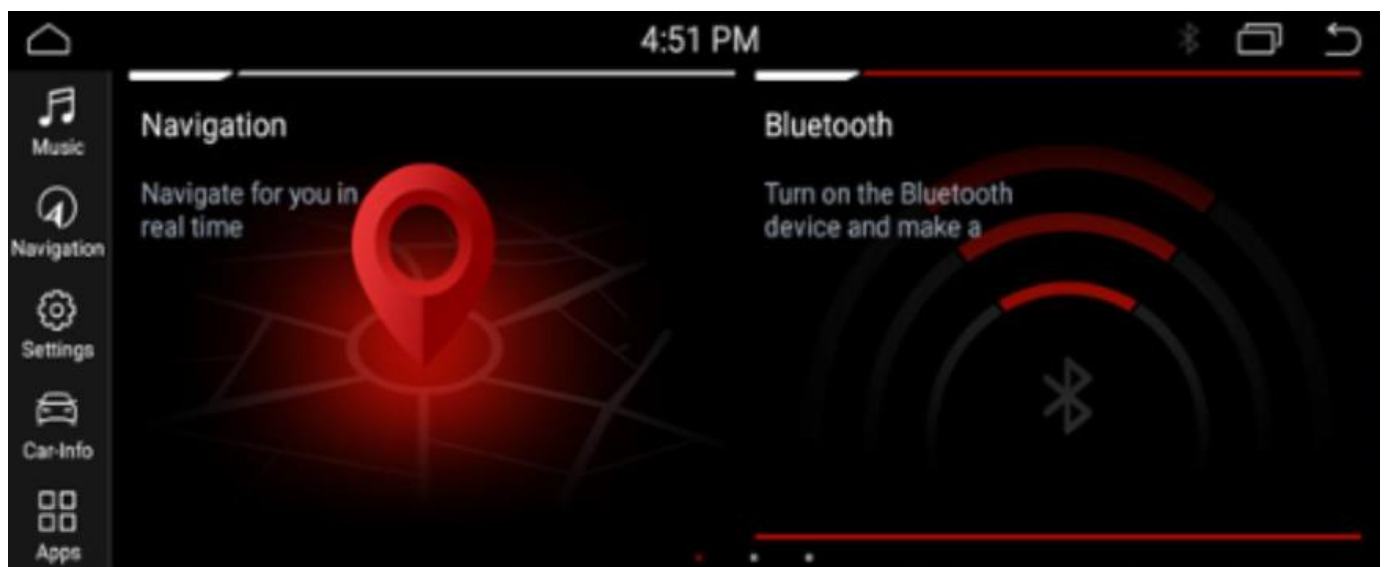 4:51 PM
Music
Navigation
Settings
Car-Info
Apps
Navigation
Navigate for you in
real time
Bluetooth
Turn on the Bluetooth
device and make a